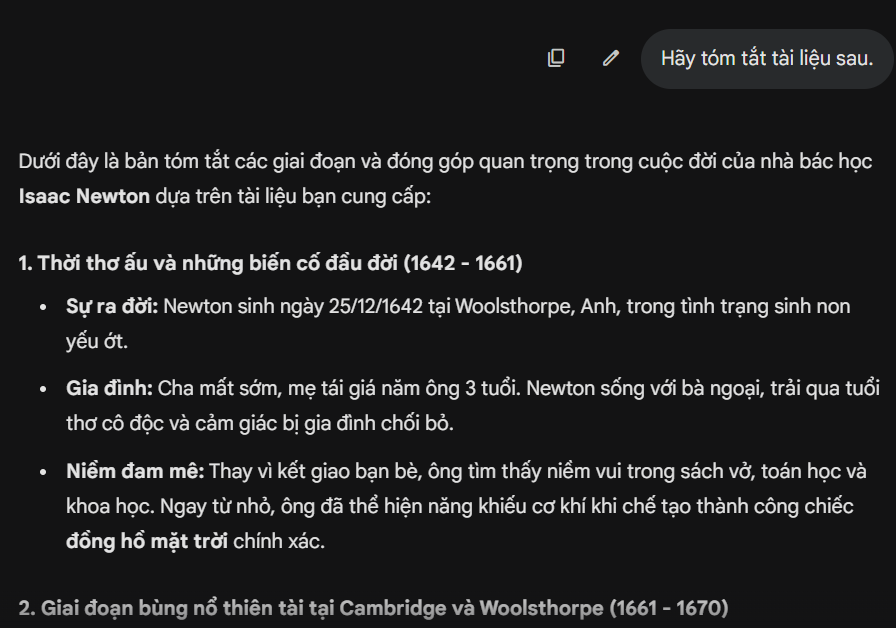 Hãy tóm tắt tài liệu sau.
Dưới đây là bản tóm tắt các giai đoạn và đóng góp quan trọng trong cuộc đời của nhà bác học
Isaac Newton dựa trên tài liệu bạn cung cấp:
1. Thời thơ ấu và những biến cố đầu đời (1642 - 1661)
• Sự ra đời: Newton sinh ngày 25/12/1642 tại Woolsthorpe, Anh, trong tình trạng sinh non
yếu ớt.
• Gia đình: Cha mất sớm, mẹ tái giá năm ông 3 tuổi. Newton sống với bà ngoại, trải qua tuổi
thơ cô độc và cảm giác bị gia đình chối bỏ.
• Niềm đam mê: Thay vì kết giao bạn bè, ông tìm thấy niềm vui trong sách vở, toán học và
khoa học. Ngay từ nhỏ, ông đã thể hiện năng khiếu cơ khí khi chế tạo thành công chiếc
đồng hồ mặt trời chính xác.
2. Giai đoạn bùng nổ thiên tài tại Cambridge và Woolsthorpe (1661 - 1670)